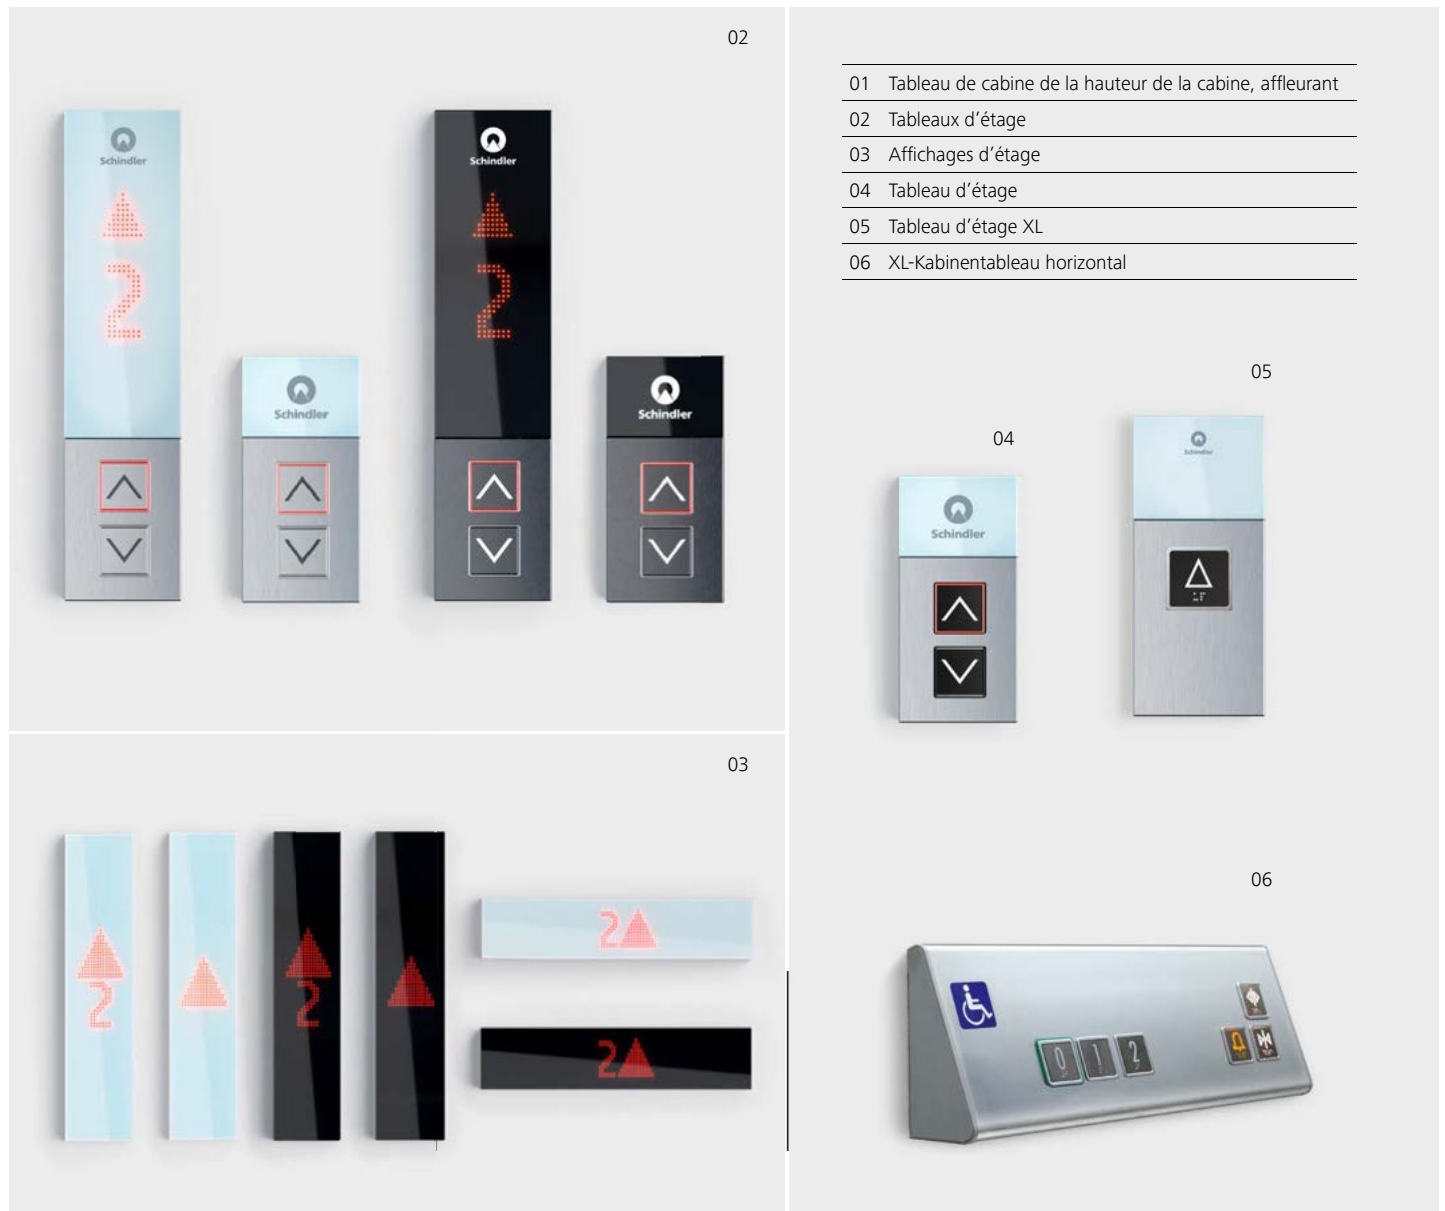 02
Schindler
2
Schindler
Schindler
2
Schindler
01 Tableau de cabine de la hauteur de la cabine, affleurant
02 Tableaux d’étage
03 Affichages d’étage
04 Tableau d’étage
05 Tableau d’étage XL
06 XL-Kabinentableau horizontal
05
Schindler
04
Schindler
03
2
2
2
2
06
0 1 2